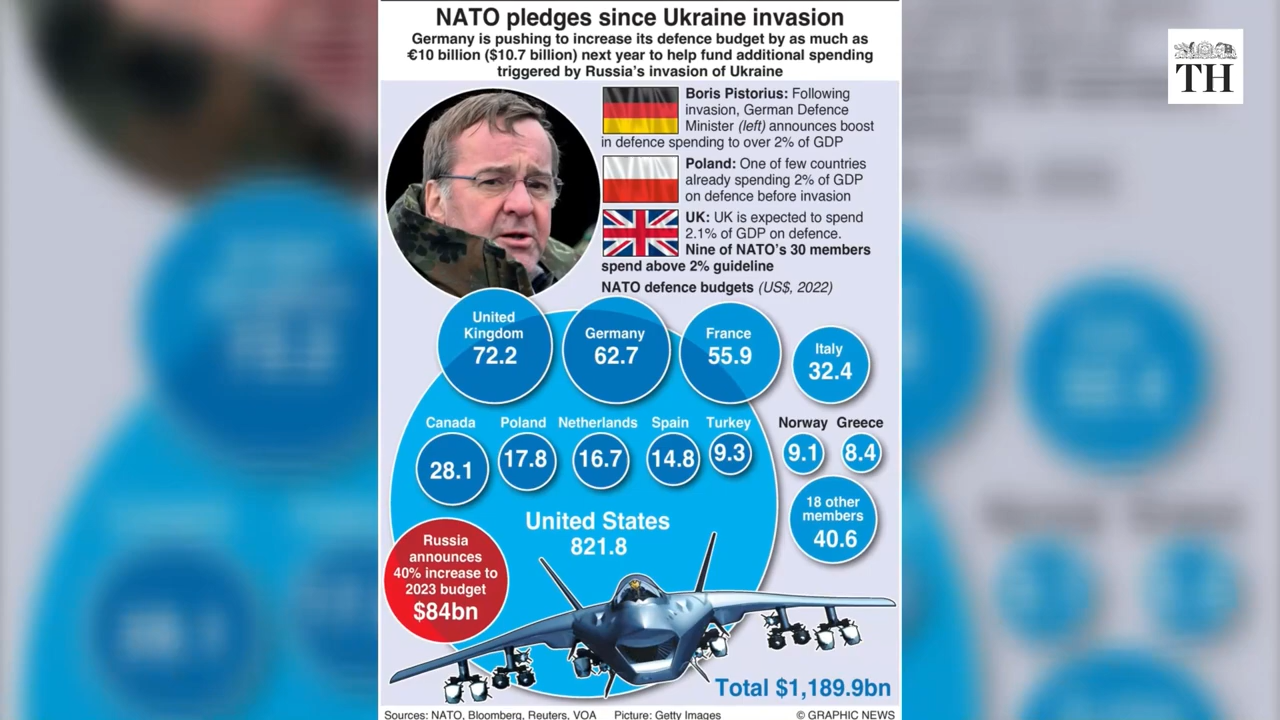 NATO pledges since Ukraine invasion
Germany is pushing to increase its defence budget by as much as
€10 billion ($10.7 billion) next year to help fund additional spending
triggered by Russia's invasion of Ukraine
TH
Boris Pistorius: Following
invasion, German Defence
Minister (left) announces boost
in defence spending to over 2% of GDP
Poland: One of few countries
already spending 2% of GDP
on defence before invasion
UK: UK is expected to spend
2.1% of GDP on defence.
Nine of NATO's 30 members
spend above 2% guideline
NATO defence budgets (US$, 2022)
United
Kingdom
72.2
Germany
62.7
France
55.9
Italy
32.4
Canada
28.1
Poland
17.8
Netherlands
16.7
Spain
14.8
Turkey
9.3
Norway
9.1
Greece
8.4
United States
821.8
18 other
members
40.6
Russia
announces
40% increase to
2023 budget
$84bn
Total $1,189.9bn
Sources: NATO, Bloomberg, Reuters, VOA
Picture: Getty Images
© GRAPHIC NEWS